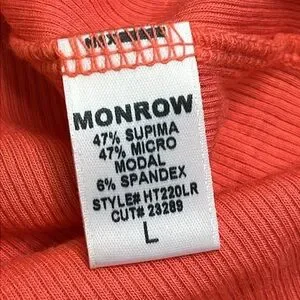 MONROW
47% SUPIMA
47% MICRO
MODAL
6% SPANDEX
STYLE# HT220LR
CUT# 23289
L